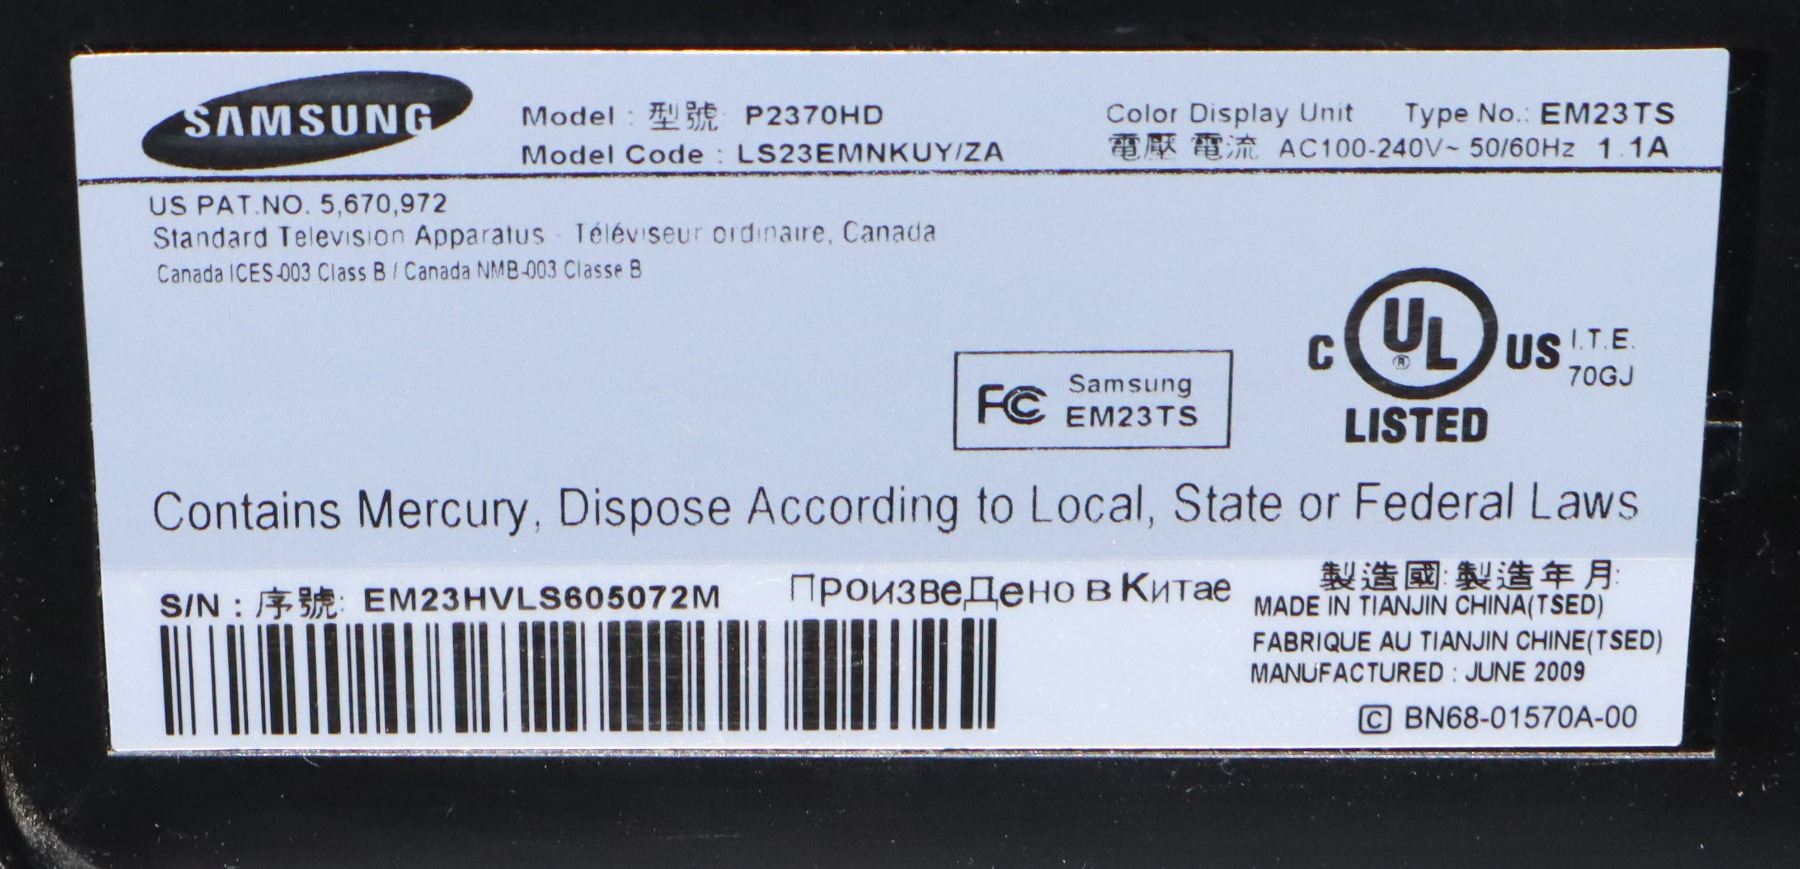 SAMSUNG
Model : 型號 P2370HD
Model Code : LS23EMNKUY/ZA
Color Display Unit Type No.: EM23TS
電壓 電流 AC100-240V~ 50/60Hz 1.1A
US PAT.NO. 5,670,972
Standard Television Apparatus - Téléviseur ordinaire, Canada
Canada ICES-003 Class B / Canada NMB-003 Classe B
FC Samsung
EM23TS
C UL ® US I.T.E.
70GJ
LISTED
Contains Mercury, Dispose According to Local, State or Federal Laws
S/N : 序號: EM23HVLS605072M
Произведено в Китае
製造國: 製造年月:
MADE IN TIANJIN CHINA(TSED)
FABRIQUE AU TIANJIN CHINE(TSED)
MANUFACTURED : JUNE 2009
C BN68-01570A-00